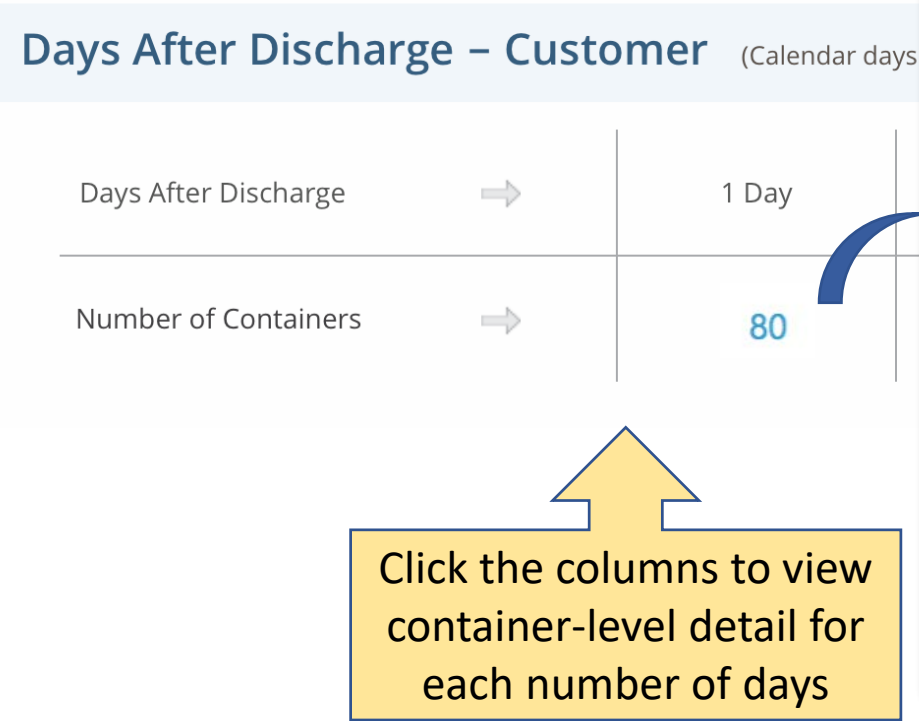 Days After Discharge – Customer (Calendar days
Days After Discharge 1 Day
Number of Containers 80
Click the columns to view
container-level detail for
each number of days